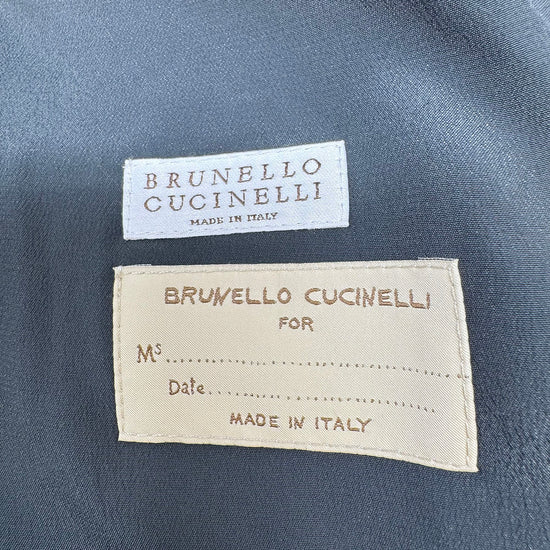 BRUNELLO
CUCINELLI
MADE IN ITALY
BRUNELLO CUCINELLI
FOR
Ms.............................................
Date.......................................
MADE IN ITALY